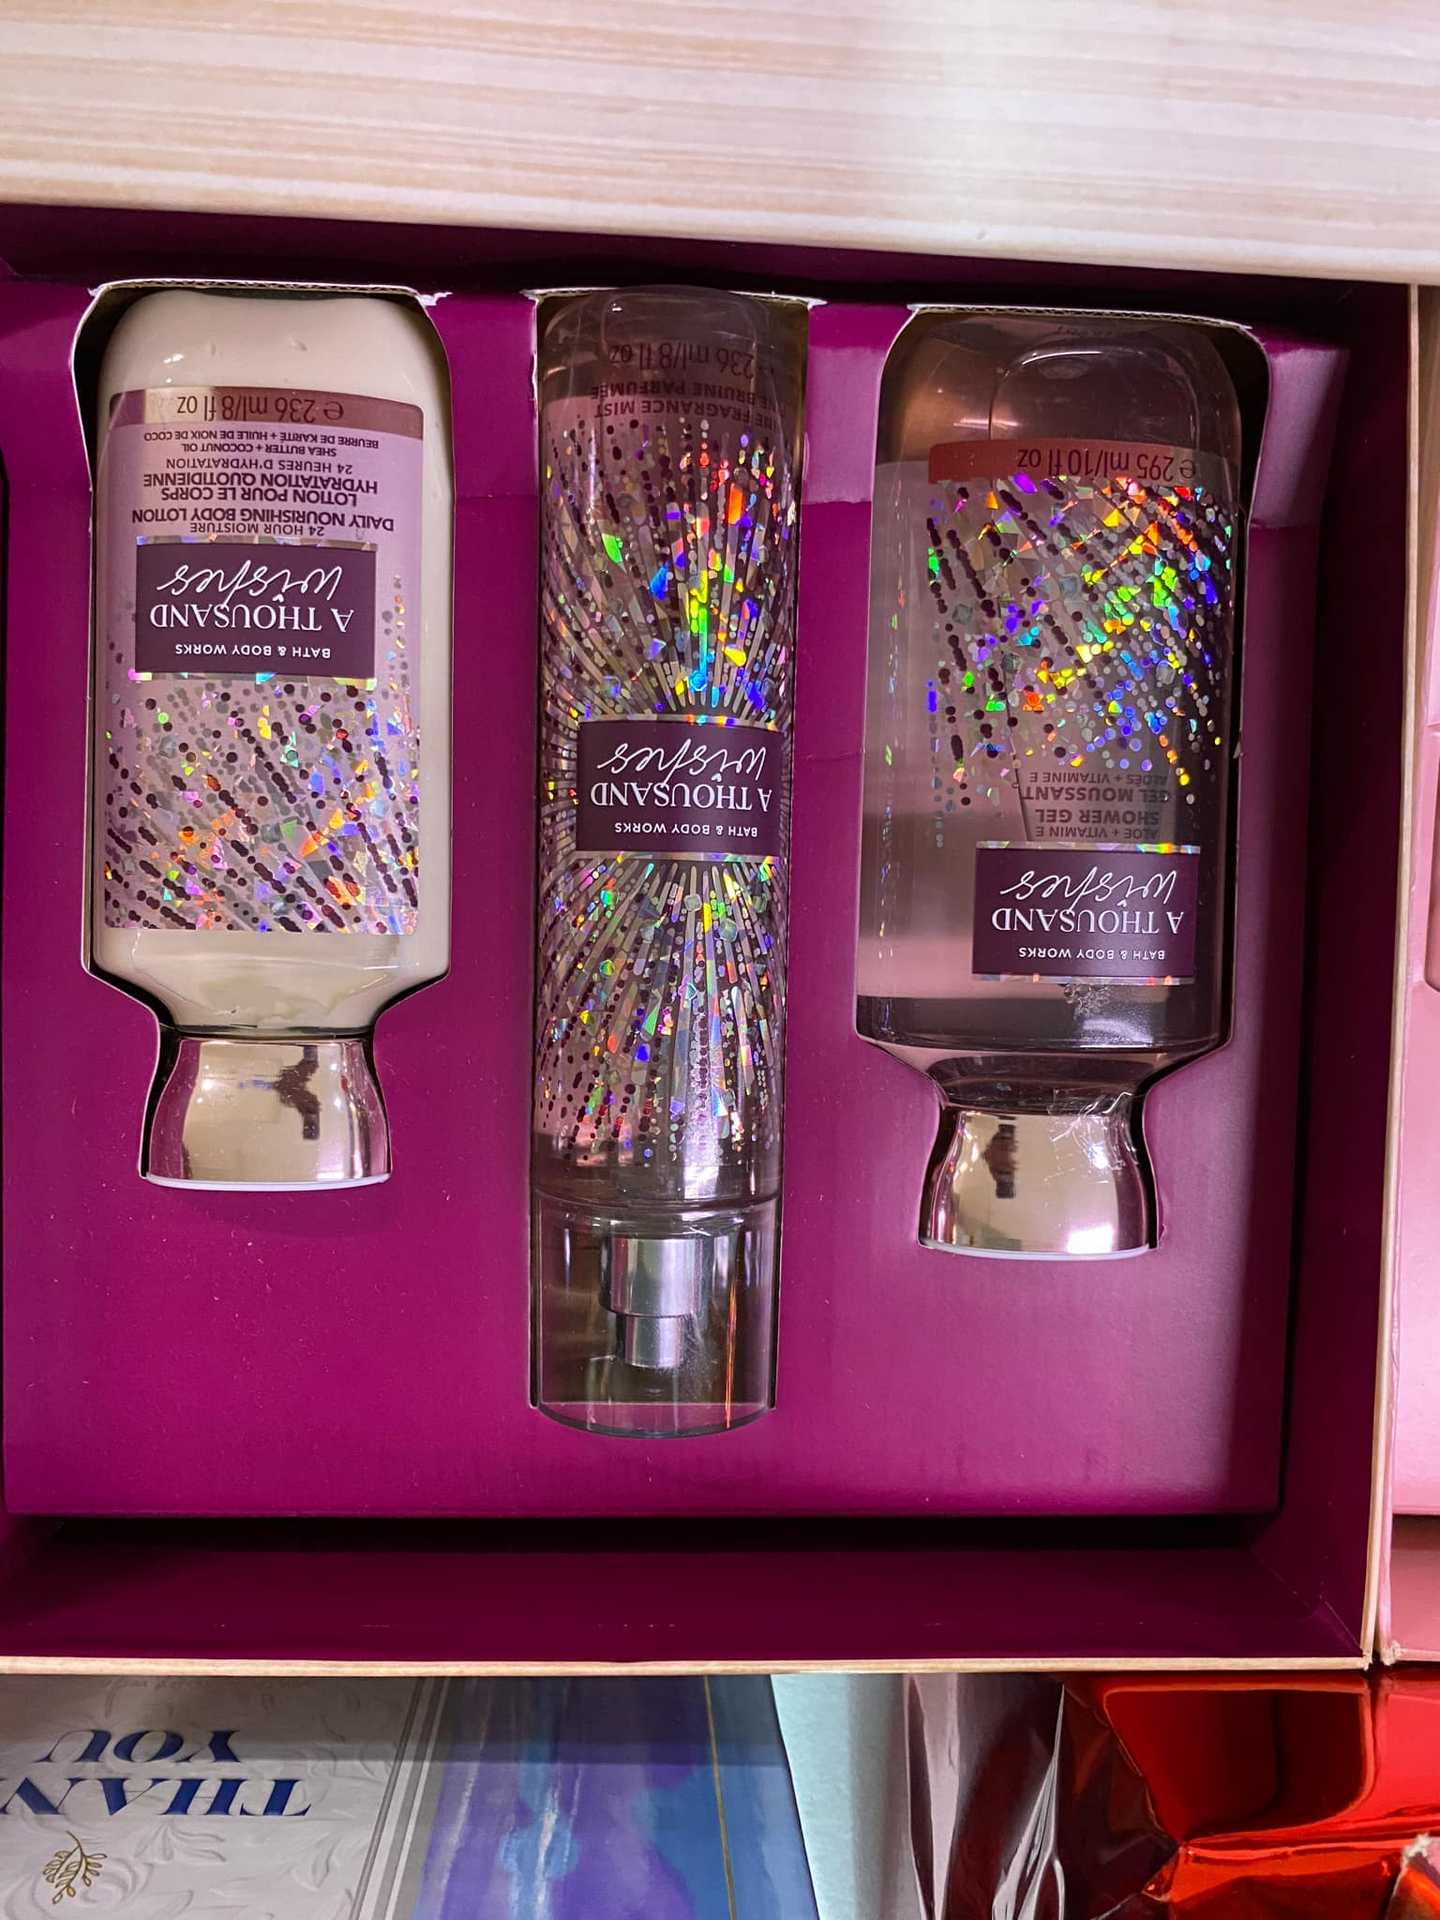 BATH & BODY WORKS
A THOUSAND
wishes
24 HOUR MOISTURE
DAILY NOURISHING BODY LOTION
LOTION POUR LE CORPS
HYDRATATION QUOTIDIENNE
24 HEURES D'HYDRATATION
SHEA BUTTER + COCONUT OIL
BEURRE DE KARITÉ + HUILE DE NOIX DE COCO
e 236 ml/8 fl oz
BATH & BODY WORKS
A THOUSAND
wishes
FRAGRANCE MIST
BRUINE PARFUMÉE
236 ml/8 fl oz
BATH & BODY WORKS
A THOUSAND
wishes
ALOE + VITAMIN E
SHOWER GEL
GEL MOUSSANT
ALOÈS + VITAMINE E
e 295 ml/10 fl oz
THAN
YOU